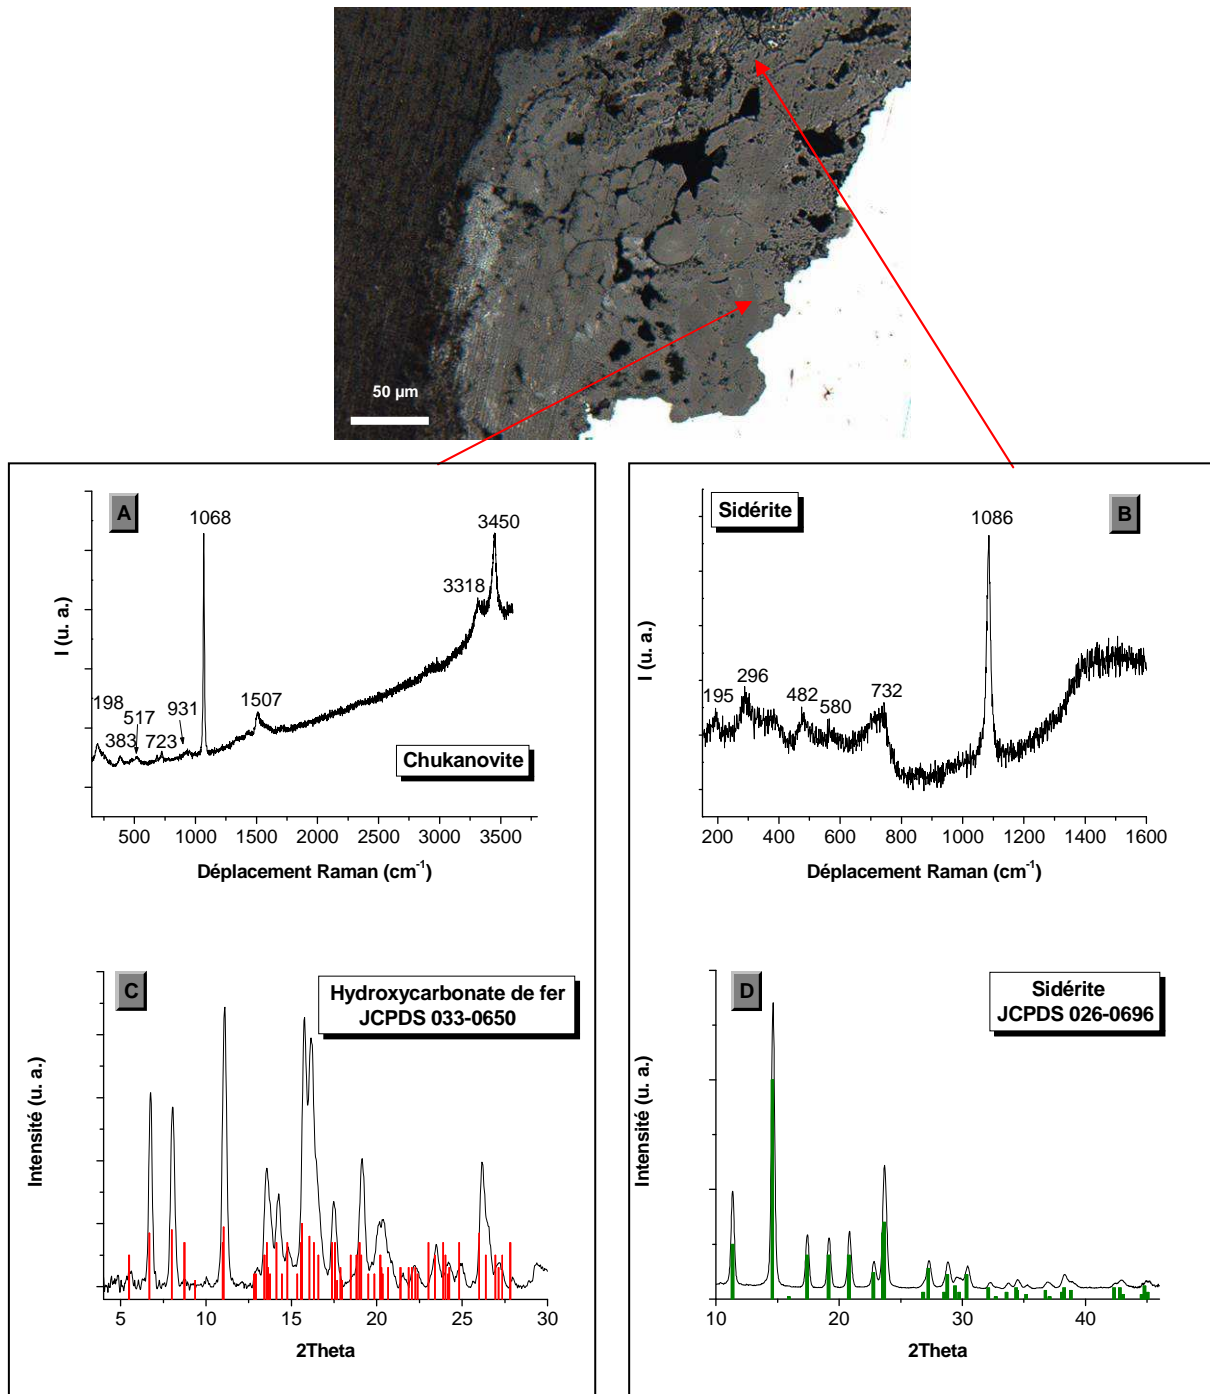 50 µm
A
1068
3450
3318
198
517
931
1507
383
723
Chukanovite
I (u. a.)
500 1000 1500 2000 2500 3000 3500
Déplacement Raman (cm⁻¹)
Sidérite
B
1086
296
195
482
580
732
I (u. a.)
200 400 600 800 1000 1200 1400 1600
Déplacement Raman (cm⁻¹)
C
Hydroxycarbonate de fer
JCPDS 033-0650
Intensité (u. a.)
5 10 15 20 25 30
2Theta
D
Sidérite
JCPDS 026-0696
Intensité (u. a.)
10 20 30 40
2Theta